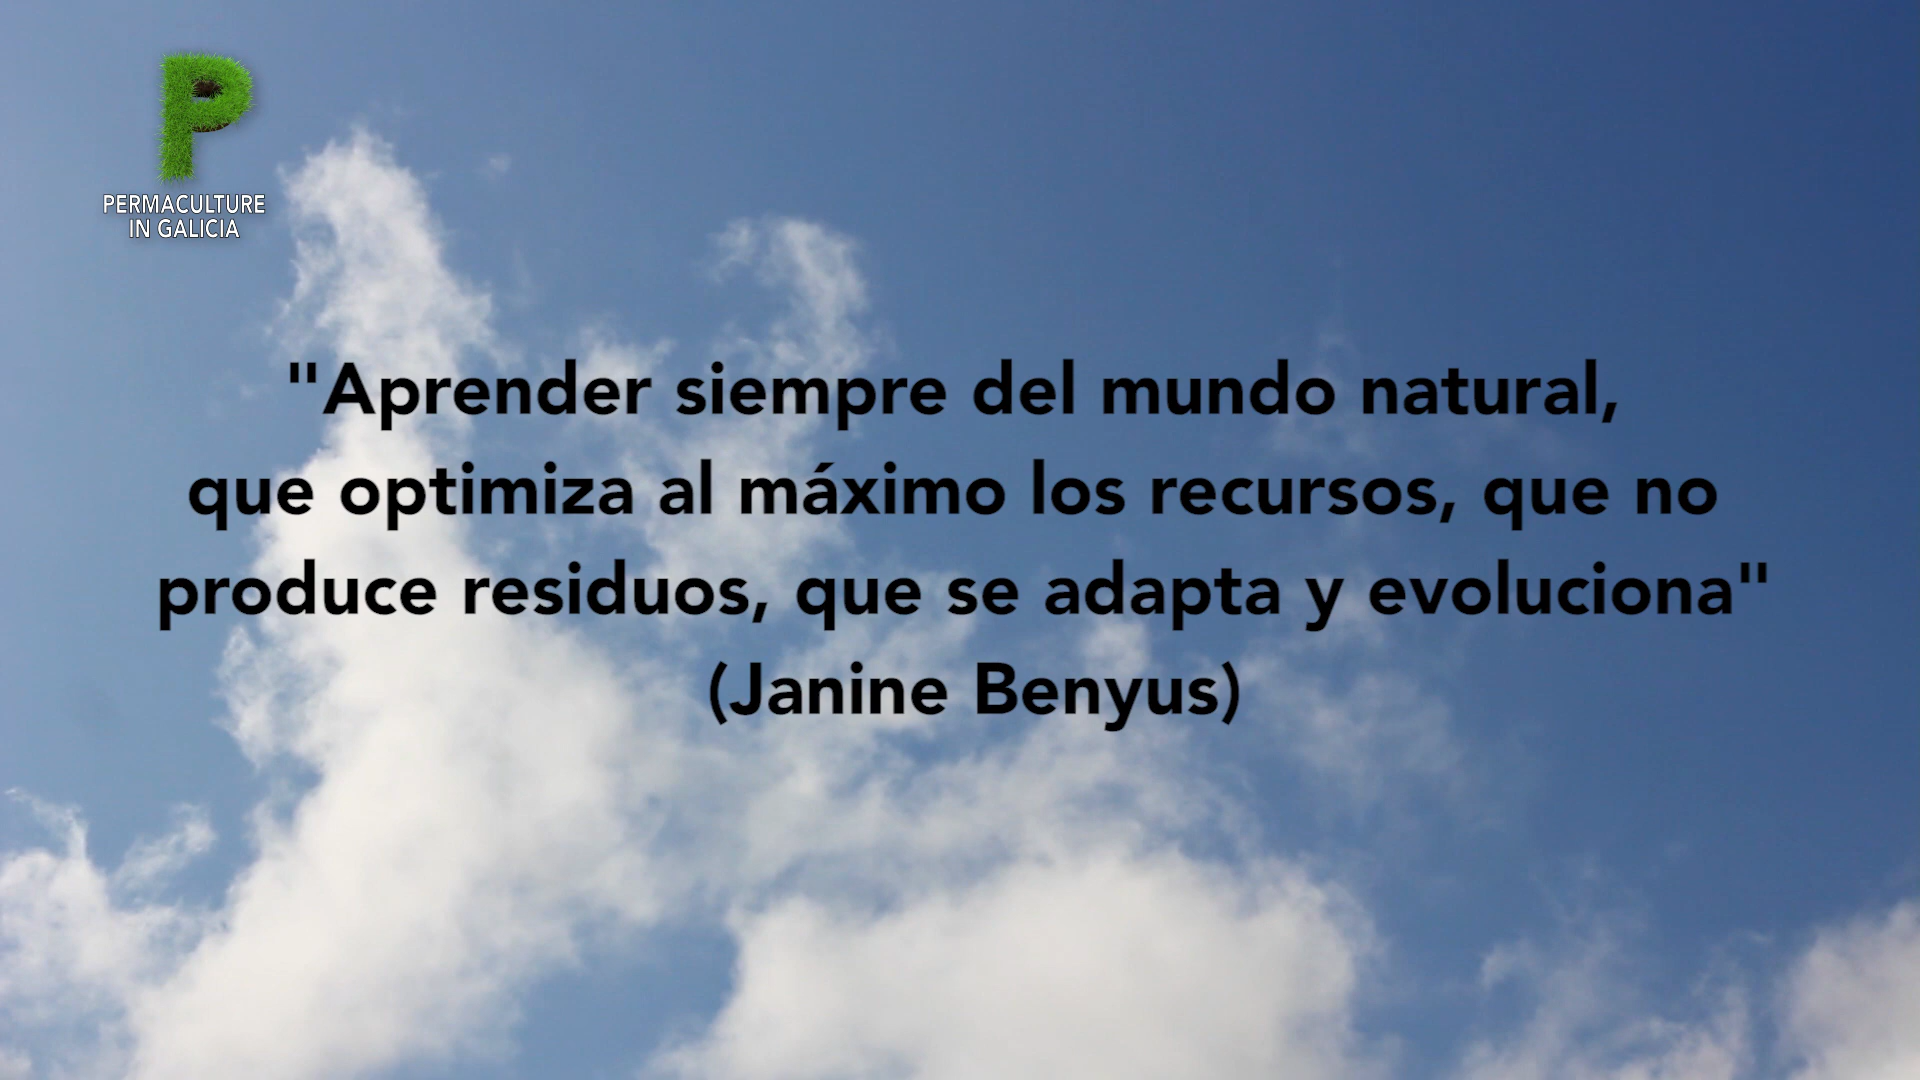 PERMACULTURE
IN GALICIA
"Aprender siempre del mundo natural,
que optimiza al máximo los recursos, que no
produce residuos, que se adapta y evoluciona"
(Janine Benyus)